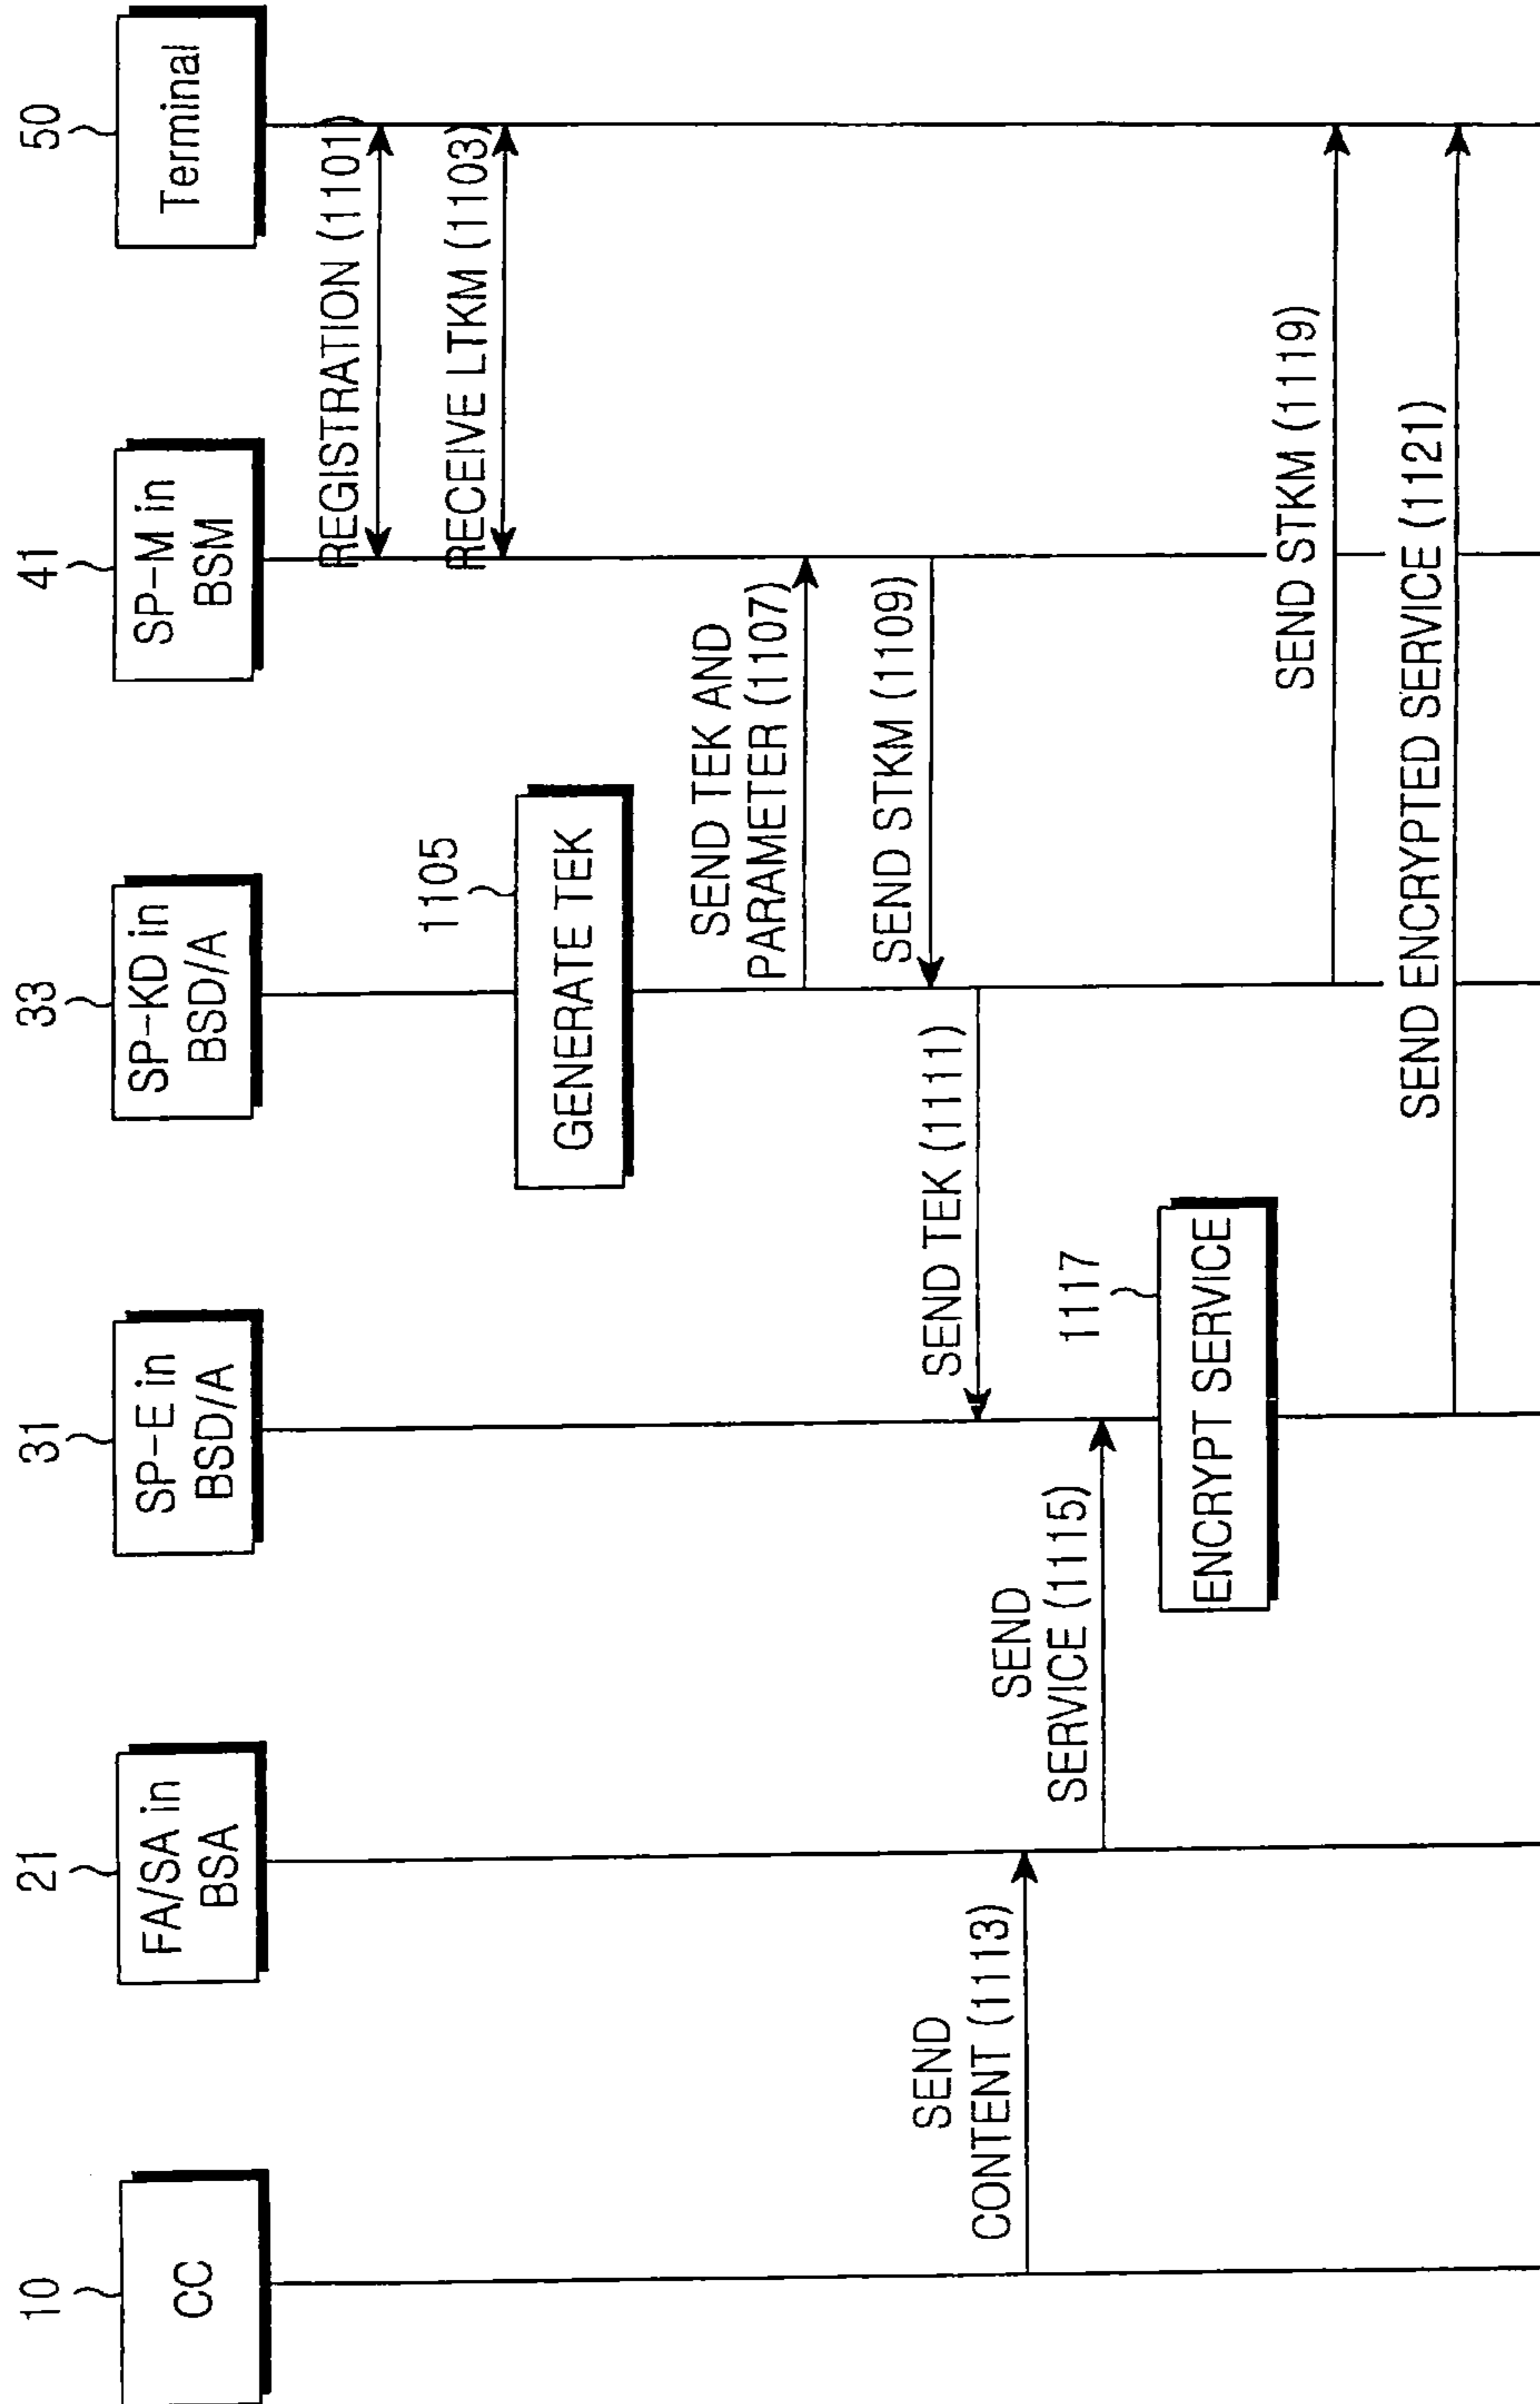 10
CC
21
FA/SA in
BSA
31
SP-E in
BSD/A
33
SP-KD in
BSD/A
41
SP-M in
BSM
50
Terminal
REGISTRATION (1101)
RECEIVE LTKM (1103)
1105
GENERATE TEK
SEND TEK AND
PARAMETER (1107)
SEND STKM (1109)
SEND TEK (1111)
SEND
CONTENT (1113)
SEND
SERVICE (1115)
1117
ENCRYPT SERVICE
SEND STKM (1119)
SEND ENCRYPTED SERVICE (1121)